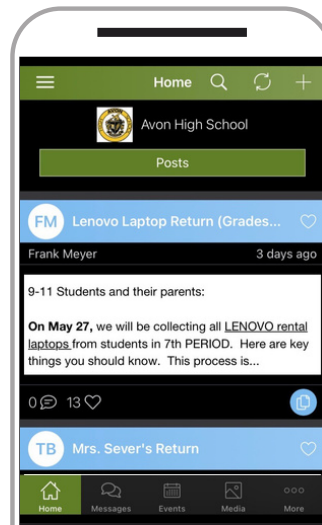 Home
Avon High School
Posts
FM Lenovo Laptop Return (Grades...
Frank Meyer 3 days ago
9-11 Students and their parents:
On May 27, we will be collecting all LENOVO rental
laptops from students in 7th PERIOD. Here are key
things you should know. This process is...
0 13
TB Mrs. Sever's Return
Home Messages Events Media More